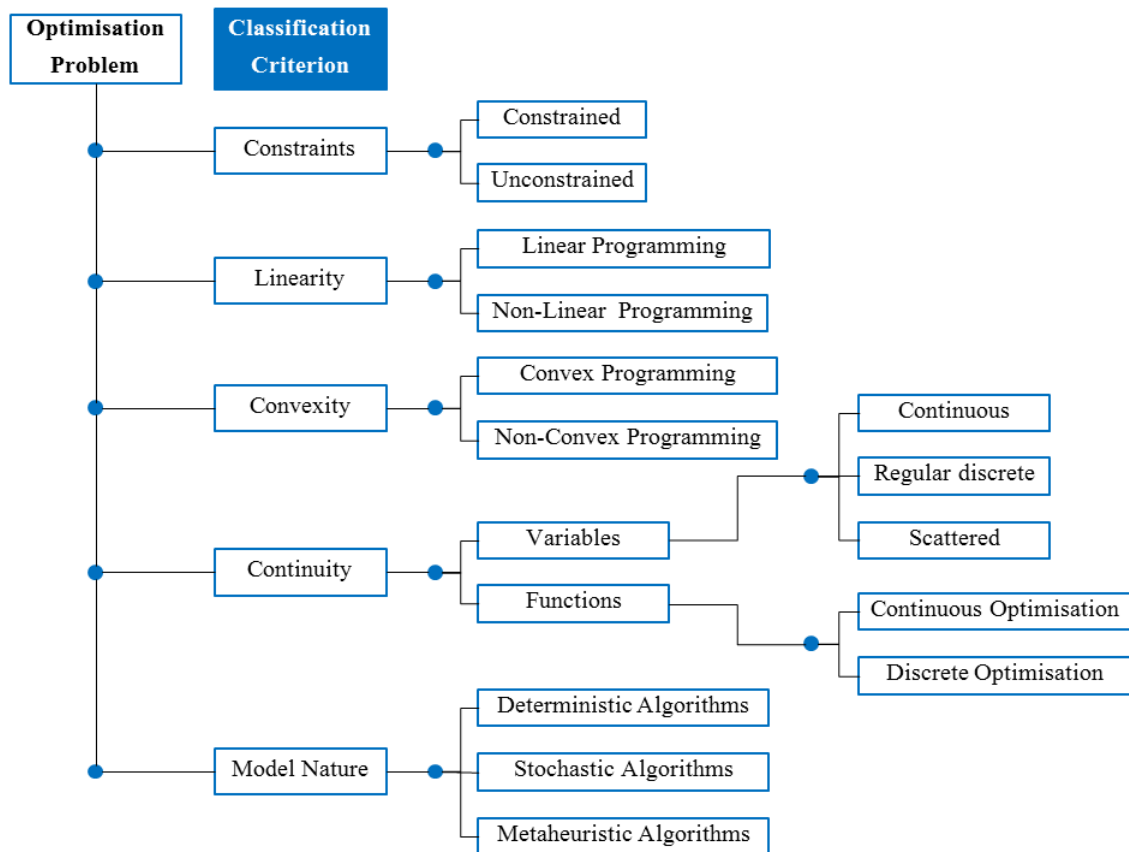 Optimisation
Problem
Classification
Criterion
Constraints
Constrained
Unconstrained
Linearity
Linear Programming
Non-Linear Programming
Convexity
Convex Programming
Non-Convex Programming
Continuity
Variables
Continuous
Regular discrete
Scattered
Functions
Continuous Optimisation
Discrete Optimisation
Model Nature
Deterministic Algorithms
Stochastic Algorithms
Metaheuristic Algorithms